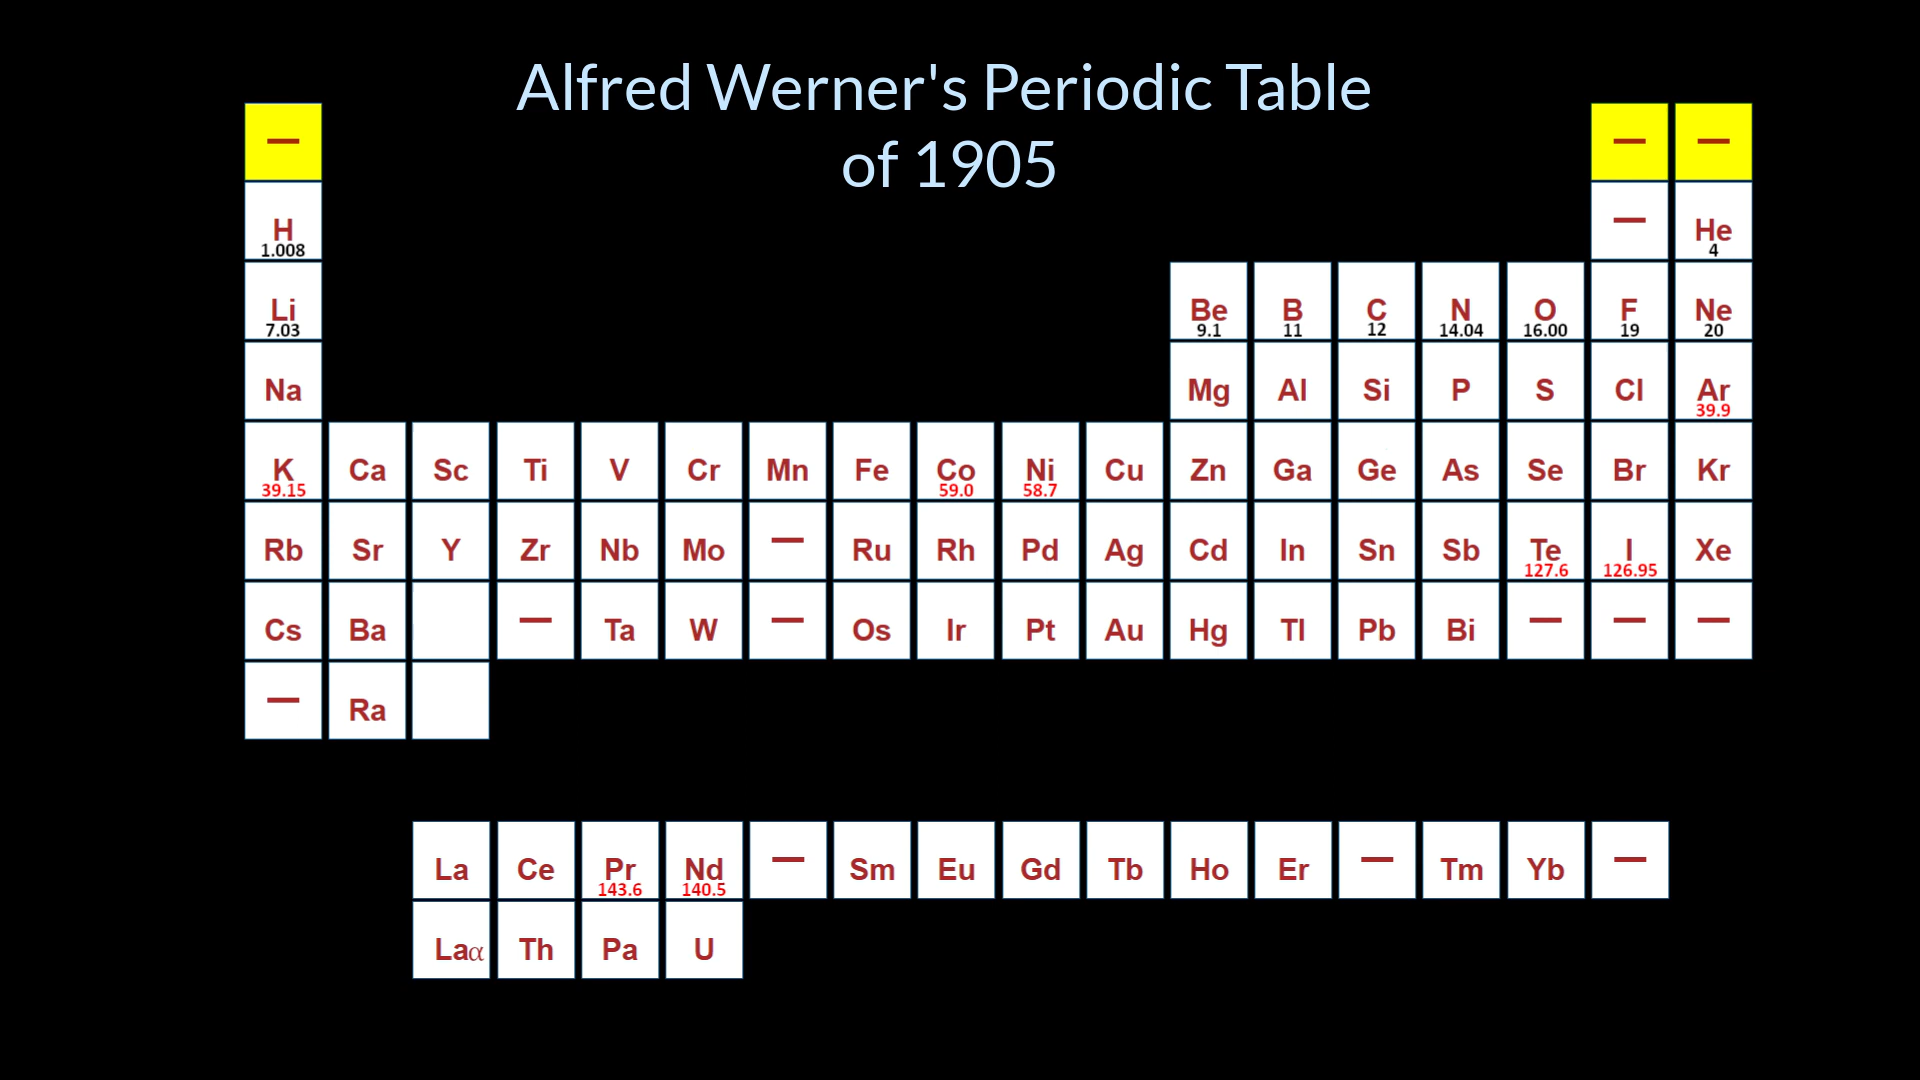 Alfred Werner's Periodic Table
of 1905
— — —
H — He
1.008 4
Li Be B C N O F Ne
7.03 9.1 11 12 14.04 16.00 19 20
Na Mg Al Si P S Cl Ar
39.9
K Ca Sc Ti V Cr Mn Fe Co Ni Cu Zn Ga Ge As Se Br Kr
39.15 59.0 58.7
Rb Sr Y Zr Nb Mo — Ru Rh Pd Ag Cd In Sn Sb Te I Xe
127.6 126.95
Cs Ba — Ta W — Os Ir Pt Au Hg Tl Pb Bi — — —
— Ra
La Ce Pr Nd — Sm Eu Gd Tb Ho Er — Tm Yb —
143.6 140.5
Laα Th Pa U